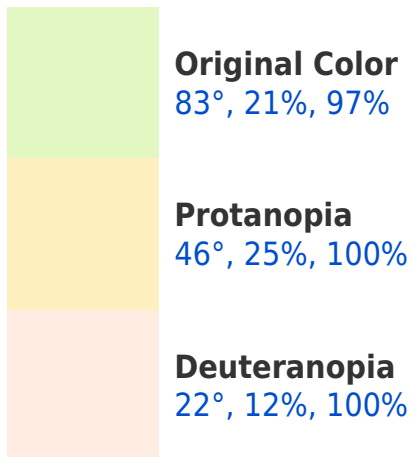 Original Color
83°, 21%, 97%
Protanopia
46°, 25%, 100%
Deuteranopia
22°, 12%, 100%